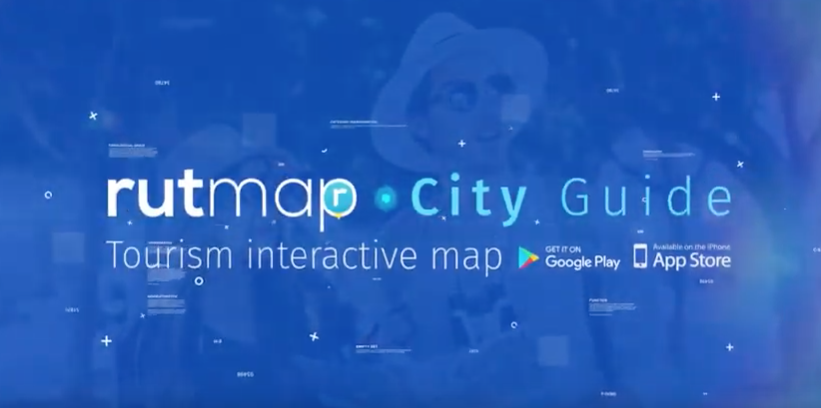 rutmap • City Guide
Tourism interactive map
GET IT ON
Google Play
Available on the iPhone
App Store